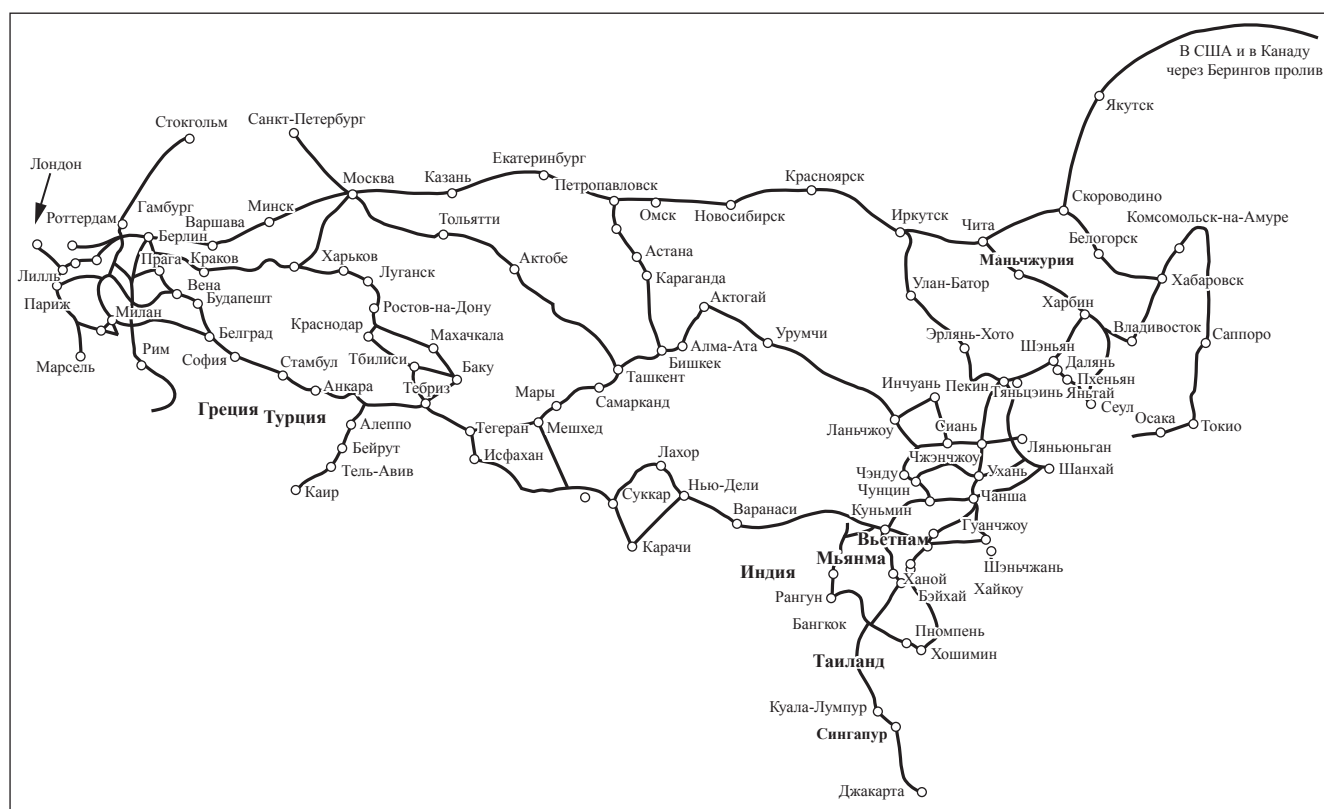 В США и в Канаду
через Берингов пролив
Якутск
Стокгольм
Санкт-Петербург
Лондон
Екатеринбург
Москва
Казань
Петропавловск
Красноярск
Скороводино
Роттердам
Гамбург
Варшава
Минск
Омск
Новосибирск
Иркутск
Чита
Комсомольск-на-Амуре
Тольятти
Берлин
Белогорск
Прага
Краков
Харьков
Астана
Маньчжурия
Лилль
Вена
Луганск
Актобе
Караганда
Хабаровск
Улан-Батор
Париж
Будапешт
Милан
Ростов-на-Дону
Актогай
Харбин
Белград
Краснодар
Махачкала
Урумчи
Эрлянь-Хото
Владивосток
Саппоро
Марсель
Рим
София
Стамбул
Тбилиси
Баку
Алма-Ата
Бишкек
Шэньян
Далянь
Ташкент
Пхеньян
Анкара
Тебриз
Мары
Самарканд
Инчуань
Пекин
Тяньцзинь
Яньтай
Сеул
Греция
Турция
Алеппо
Тегеран
Мешхед
Ланьчжоу
Сиань
Осака
Токио
Бейрут
Исфахан
Чжэнчжоу
Ляньюньган
Тель-Авив
Лахор
Чэнду
Ухань
Шанхай
Каир
Суккар
Нью-Дели
Чунцин
Чанша
Варанаси
Куньмин
Гуанчжоу
Карачи
Вьетнам
Мьянма
Шэньчжань
Индия
Ханой
Хайкоу
Рангун
Бэйхай
Бангкок
Пномпень
Таиланд
Хошимин
Куала-Лумпур
Сингапур
Джакарта